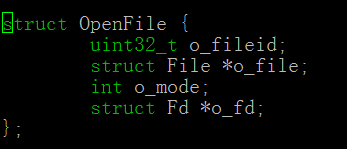 struct OpenFile {
        uint32_t o_fileid;
        struct File *o_file;
        int o_mode;
        struct Fd *o_fd;
};